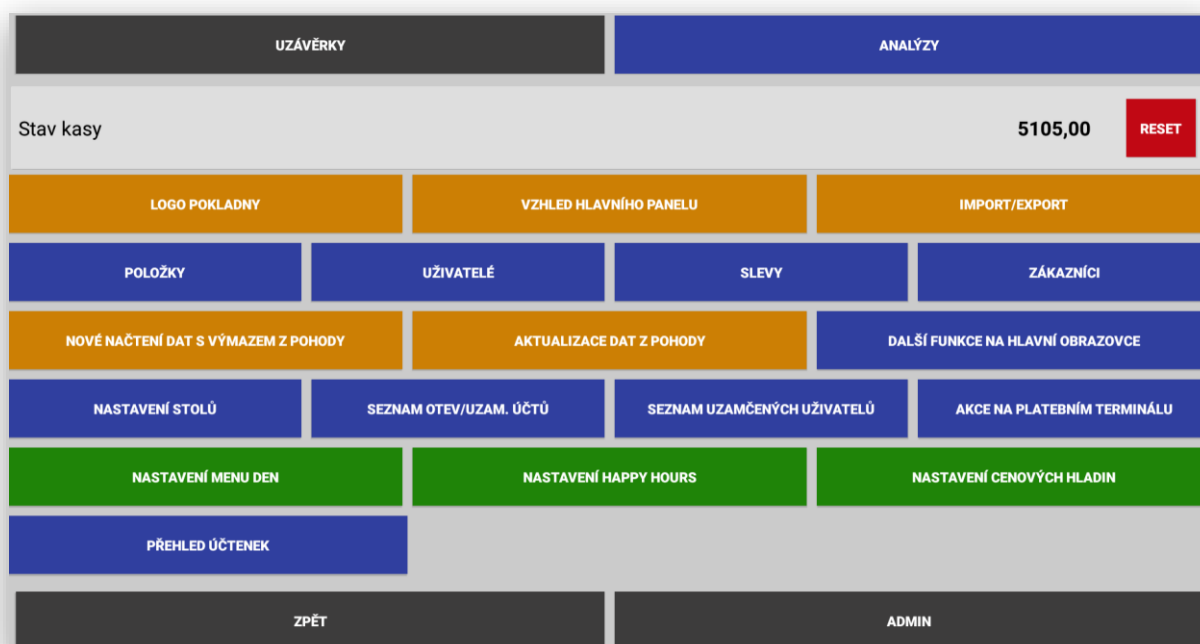 UZÁVĚRKY ANALÝZY
Stav kasy 5105,00 RESET
LOGO POKLADNY VZHLED HLAVNÍHO PANELU IMPORT/EXPORT
POLOŽKY UŽIVATELÉ SLEVY ZÁKAZNÍCI
NOVÉ NAČTENÍ DAT S VÝMAZEM Z POHODY AKTUALIZACE DAT Z POHODY DALŠÍ FUNKCE NA HLAVNÍ OBRAZOVCE
NASTAVENÍ STOLŮ SEZNAM OTEV/UZAM. ÚČTŮ SEZNAM UZAMČENÝCH UŽIVATELŮ AKCE NA PLATEBNÍM TERMINÁLU
NASTAVENÍ MENU DEN NASTAVENÍ HAPPY HOURS NASTAVENÍ CENOVÝCH HLADIN
PŘEHLED ÚČTENEK
ZPĚT ADMIN